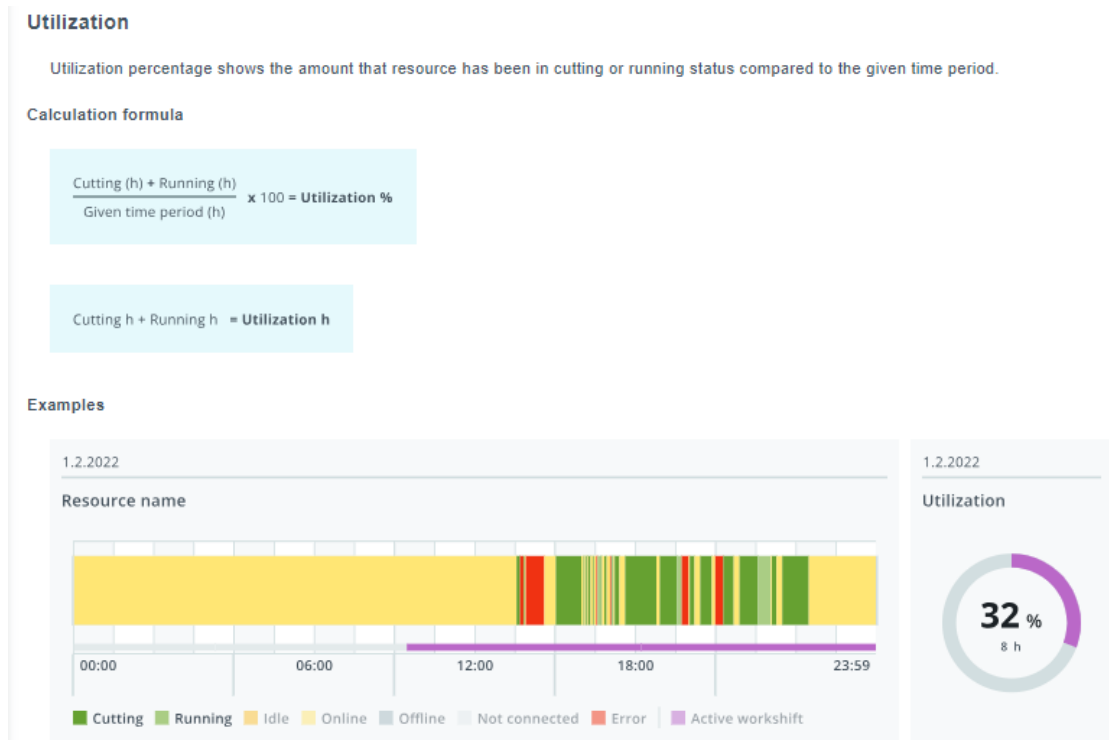 Utilization
Utilization percentage shows the amount that resource has been in cutting or running status compared to the given time period.
Calculation formula
Cutting (h) + Running (h)
Given time period (h)
x 100 = Utilization %
Cutting h + Running h = Utilization h
Examples
1.2.2022
Resource name
00:00 06:00 12:00 18:00 23:59
Cutting Running Idle Online Offline Not connected Error Active workshift
1.2.2022
Utilization
32 %
8 h